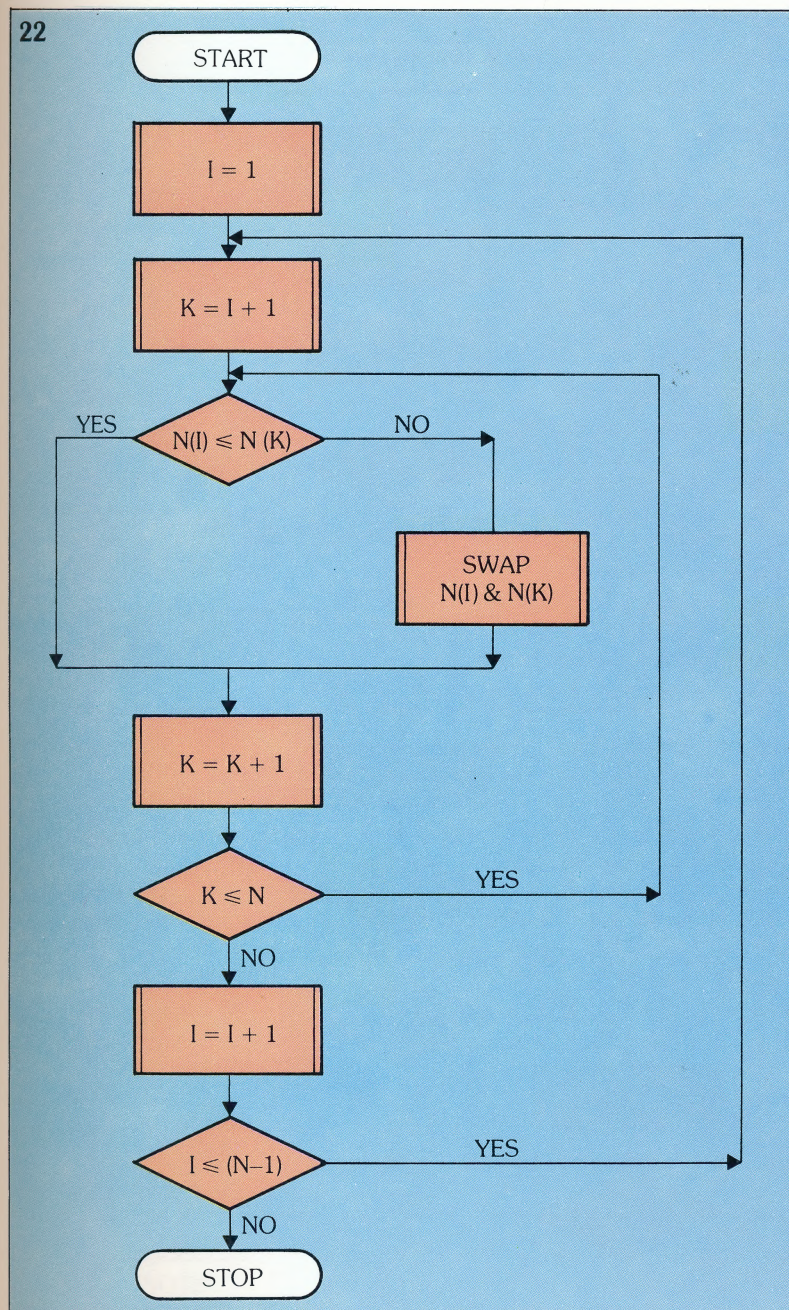 22
START
I = 1
K = I + 1
YES
N(I) ≤ N (K)
NO
SWAP
N(I) & N(K)
K = K + 1
K ≤ N
YES
NO
I = I + 1
I ≤ (N–1)
YES
NO
STOP